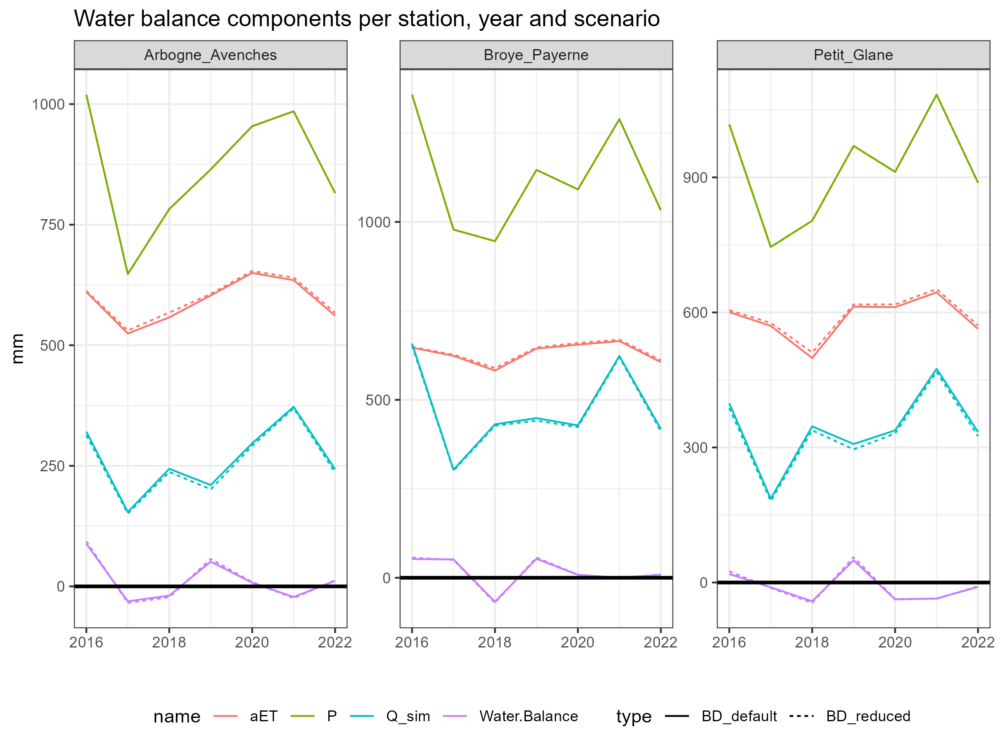 Water balance components per station, year and scenario
Arbogne_Avenches
Broye_Payerne
Petit_Glane
mm
1000
750
500
250
0
1000
500
0
900
600
300
0
2016 2018 2020 2022
2016 2018 2020 2022
2016 2018 2020 2022
name aET P Q_sim Water.Balance type BD_default BD_reduced